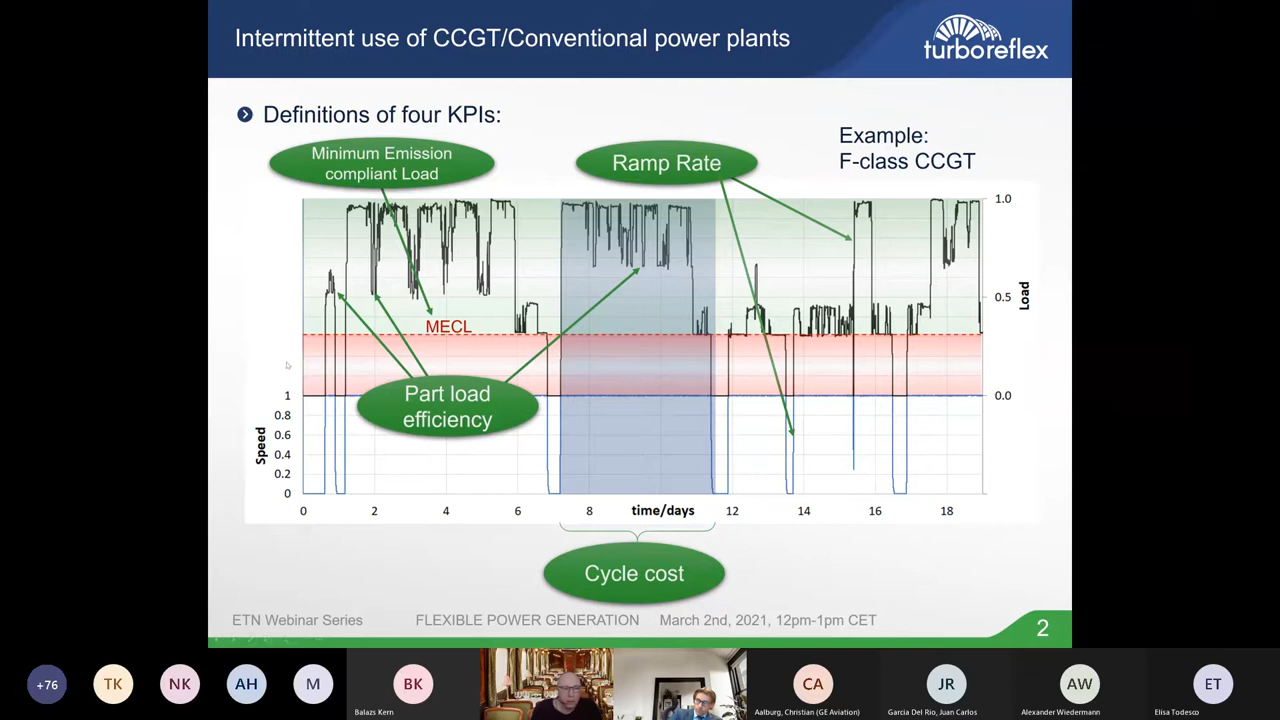 Intermittent use of CCGT/Conventional power plants
turboreflex
Definitions of four KPIs:
Example:
F-class CCGT
Minimum Emission
compliant Load
Ramp Rate
1.0
0.5
0.0
Load
MECL
Part load
efficiency
1
0.8
0.6
0.4
0.2
0
Speed
0
2
4
6
8
time/days
12
14
16
18
Cycle cost
ETN Webinar Series
FLEXIBLE POWER GENERATION
March 2nd, 2021, 12pm-1pm CET
2
+76
TK
NK
AH
M
BK
CA
JR
AW
ET
Balazs Kern
Aalburg, Christian (GE Aviation)
Garcia Del Rio, Juan Carlos
Alexander Wiedermann
Elisa Todesco